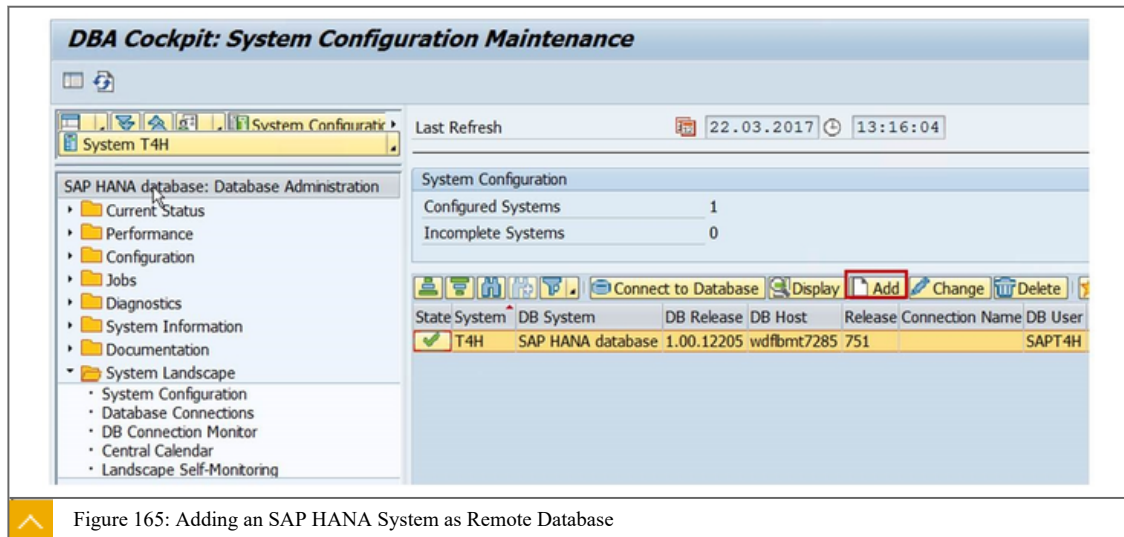 DBA Cockpit: System Configuration Maintenance
System Configuratic
System T4H
Last Refresh 22.03.2017 13:16:04
SAP HANA database: Database Administration
Current Status
Performance
Configuration
Jobs
Diagnostics
System Information
Documentation
System Landscape
System Configuration
Database Connections
DB Connection Monitor
Central Calendar
Landscape Self-Monitoring
System Configuration
Configured Systems 1
Incomplete Systems 0
Connect to Database Display Add Change Delete
State System DB System DB Release DB Host Release Connection Name DB User
T4H SAP HANA database 1.00.12205 wdflbmt7285 751 SAPT4H
Figure 165: Adding an SAP HANA System as Remote Database